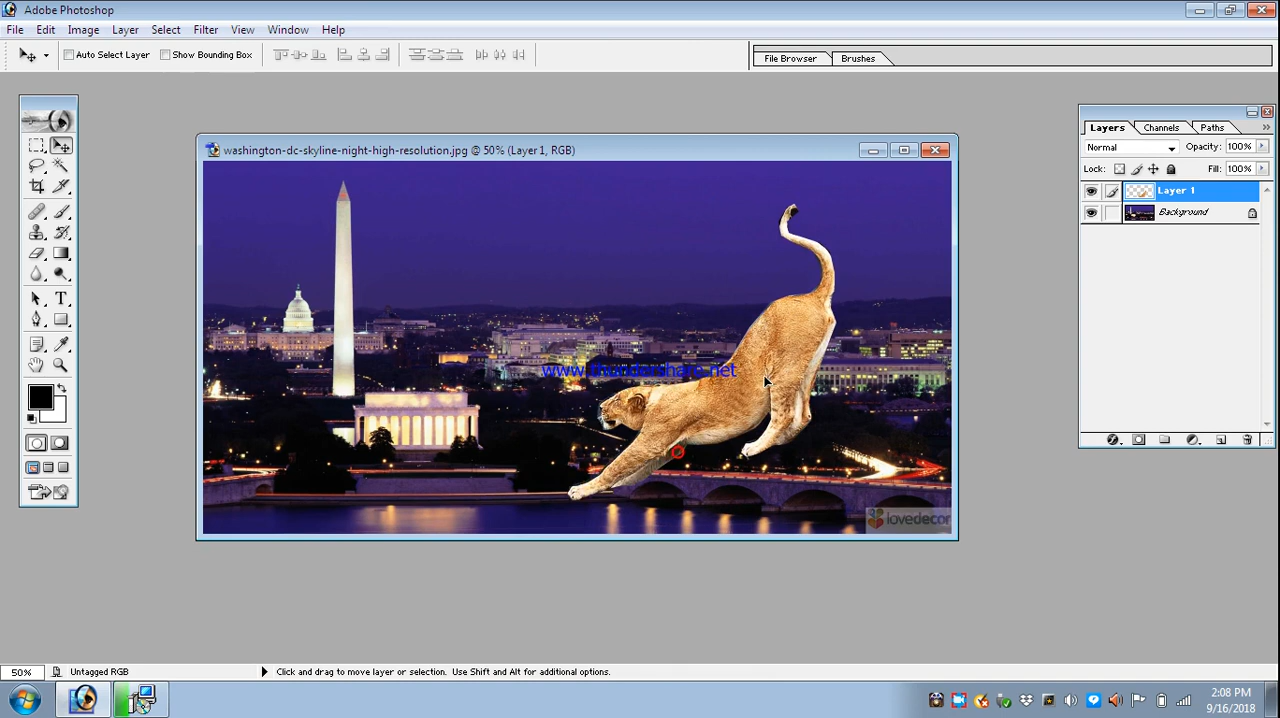 Adobe Photoshop
File Edit Image Layer Select Filter View Window Help
Auto Select Layer Show Bounding Box
File Browser Brushes
washington-dc-skyline-night-high-resolution.jpg @ 50% (Layer 1, RGB)
Layers Channels Paths
Normal Opacity: 100%
Lock: Fill: 100%
Layer 1
Background
T
www.thundershare.net
lovedecor
50% Untagged RGB Click and drag to move layer or selection. Use Shift and Alt for additional options.
2:08 PM
9/16/2018